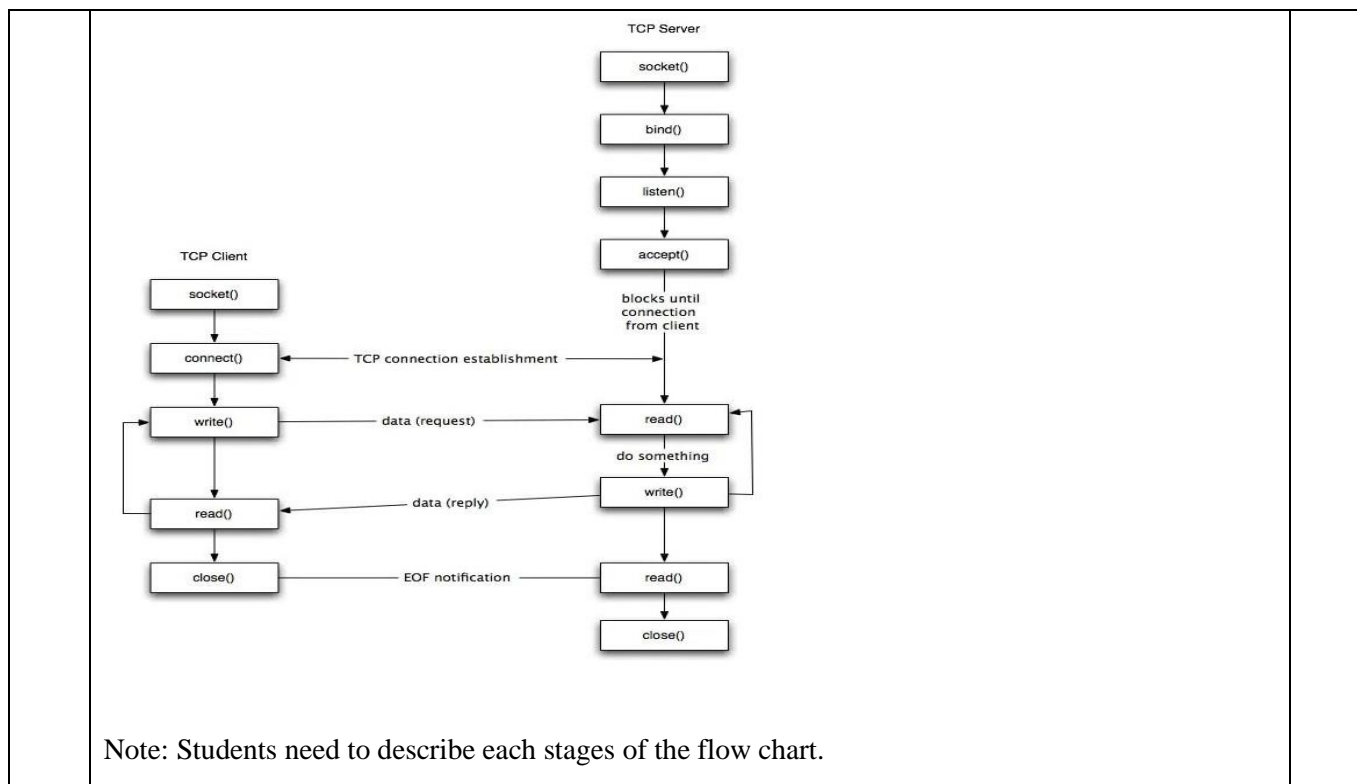 TCP Server
socket()
bind()
listen()
accept()
blocks until
connection
from client
TCP Client
socket()
connect()
TCP connection establishment
write()
data (request)
read()
do something
write()
data (reply)
read()
close()
EOF notification
read()
close()
Note: Students need to describe each stages of the flow chart.